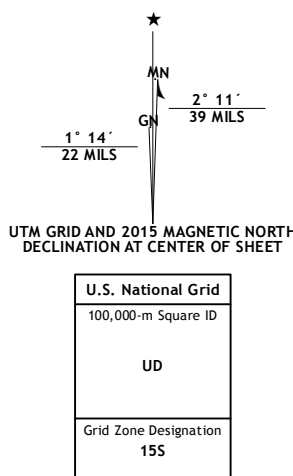 ★
MN
GN
2° 11´
39 MILS
1° 14´
22 MILS
UTM GRID AND 2015 MAGNETIC NORTH
DECLINATION AT CENTER OF SHEET
U.S. National Grid
100,000-m Square ID
UD
Grid Zone Designation
15S